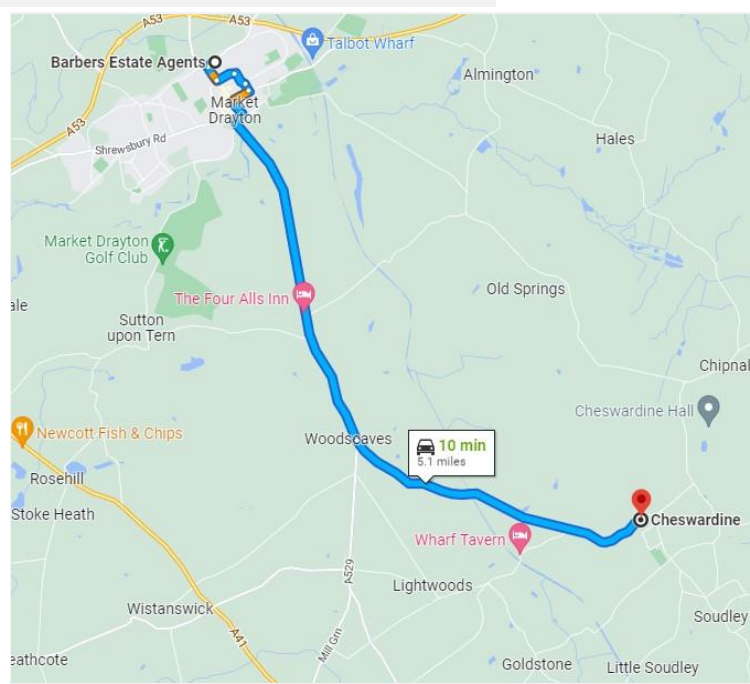 A53
A53
Talbot Wharf
Barbers Estate Agents
Almington
Market
Drayton
A53
Shrewsbury Rd
Hales
Market Drayton
Golf Club
The Four Alls Inn
Old Springs
ale
Sutton
upon Tern
Chipnal
Cheswardine Hall
Newcott Fish & Chips
Woodseaves
10 min
5.1 miles
Rosehill
Stoke Heath
Cheswardine
Wharf Tavern
A529
Lightwoods
Wistanswick
Soudley
A41
Mill Grn
eathcote
Goldstone
Little Soudley